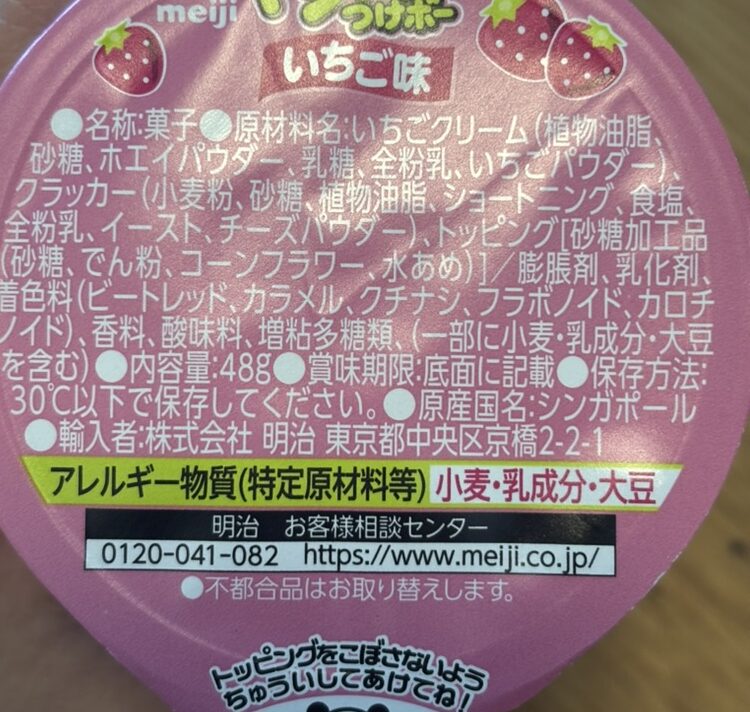 meiji
つけボー
いちご味
●名称:菓子●原材料名:いちごクリーム(植物油脂、
砂糖、ホエイパウダー、乳糖、全粉乳、いちごパウダー)、
クラッカー(小麦粉、砂糖、植物油脂、ショートニング、食塩、
全粉乳、イースト、チーズパウダー)、トッピング[砂糖加工品
(砂糖、でん粉、コーンフラワー、水あめ)]/膨脹剤、乳化剤、
着色料(ビートレッド、カラメル、クチナシ、フラボノイド、カロチ
ノイド)、香料、酸味料、増粘多糖類、(一部に小麦・乳成分・大豆
を含む)●内容量:48g●賞味期限:底面に記載●保存方法:
30℃以下で保存してください。●原産国名:シンガポール
●輸入者:株式会社 明治 東京都中央区京橋2-2-1
アレルギー物質(特定原材料等) 小麦・乳成分・大豆
明治 お客様相談センター
0120-041-082 https://www.meiji.co.jp/
●不都合品はお取り替えします。
トッピングをこぼさないよう
ちゅういしてあけてね!